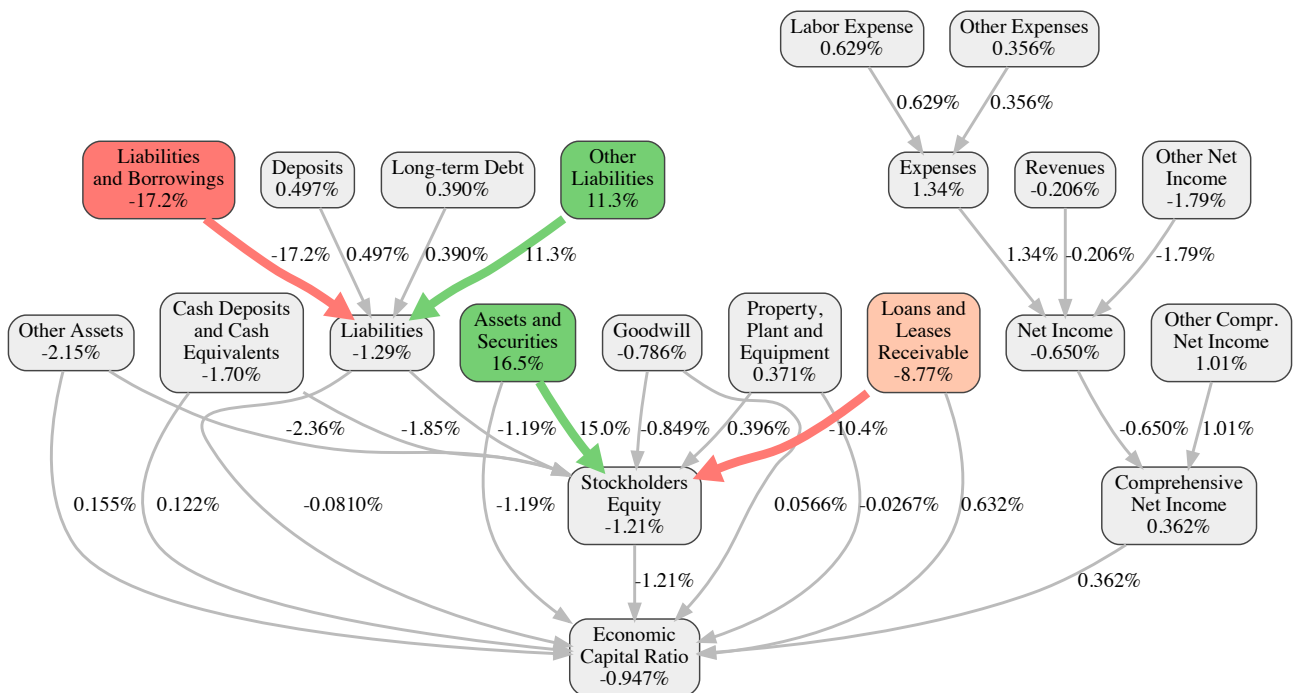 Labor Expense
0.629%
Other Expenses
0.356%
0.629%
0.356%
Liabilities
and Borrowings
-17.2%
Deposits
0.497%
Long-term Debt
0.390%
Other
Liabilities
11.3%
Expenses
1.34%
Revenues
-0.206%
Other Net
Income
-1.79%
-17.2%
0.497%
0.390%
11.3%
1.34%
-0.206%
-1.79%
Other Assets
-2.15%
Cash Deposits
and Cash
Equivalents
-1.70%
Liabilities
-1.29%
Assets and
Securities
16.5%
Goodwill
-0.786%
Property,
Plant and
Equipment
0.371%
Loans and
Leases
Receivable
-8.77%
Net Income
-0.650%
Other Compr.
Net Income
1.01%
-2.36%
-1.85%
-1.19%
15.0%
-0.849%
0.396%
-10.4%
-0.650%
1.01%
Stockholders
Equity
-1.21%
Comprehensive
Net Income
0.362%
0.155%
0.122%
-0.0810%
-1.19%
0.0566%
-0.0267%
0.632%
-1.21%
0.362%
Economic
Capital Ratio
-0.947%